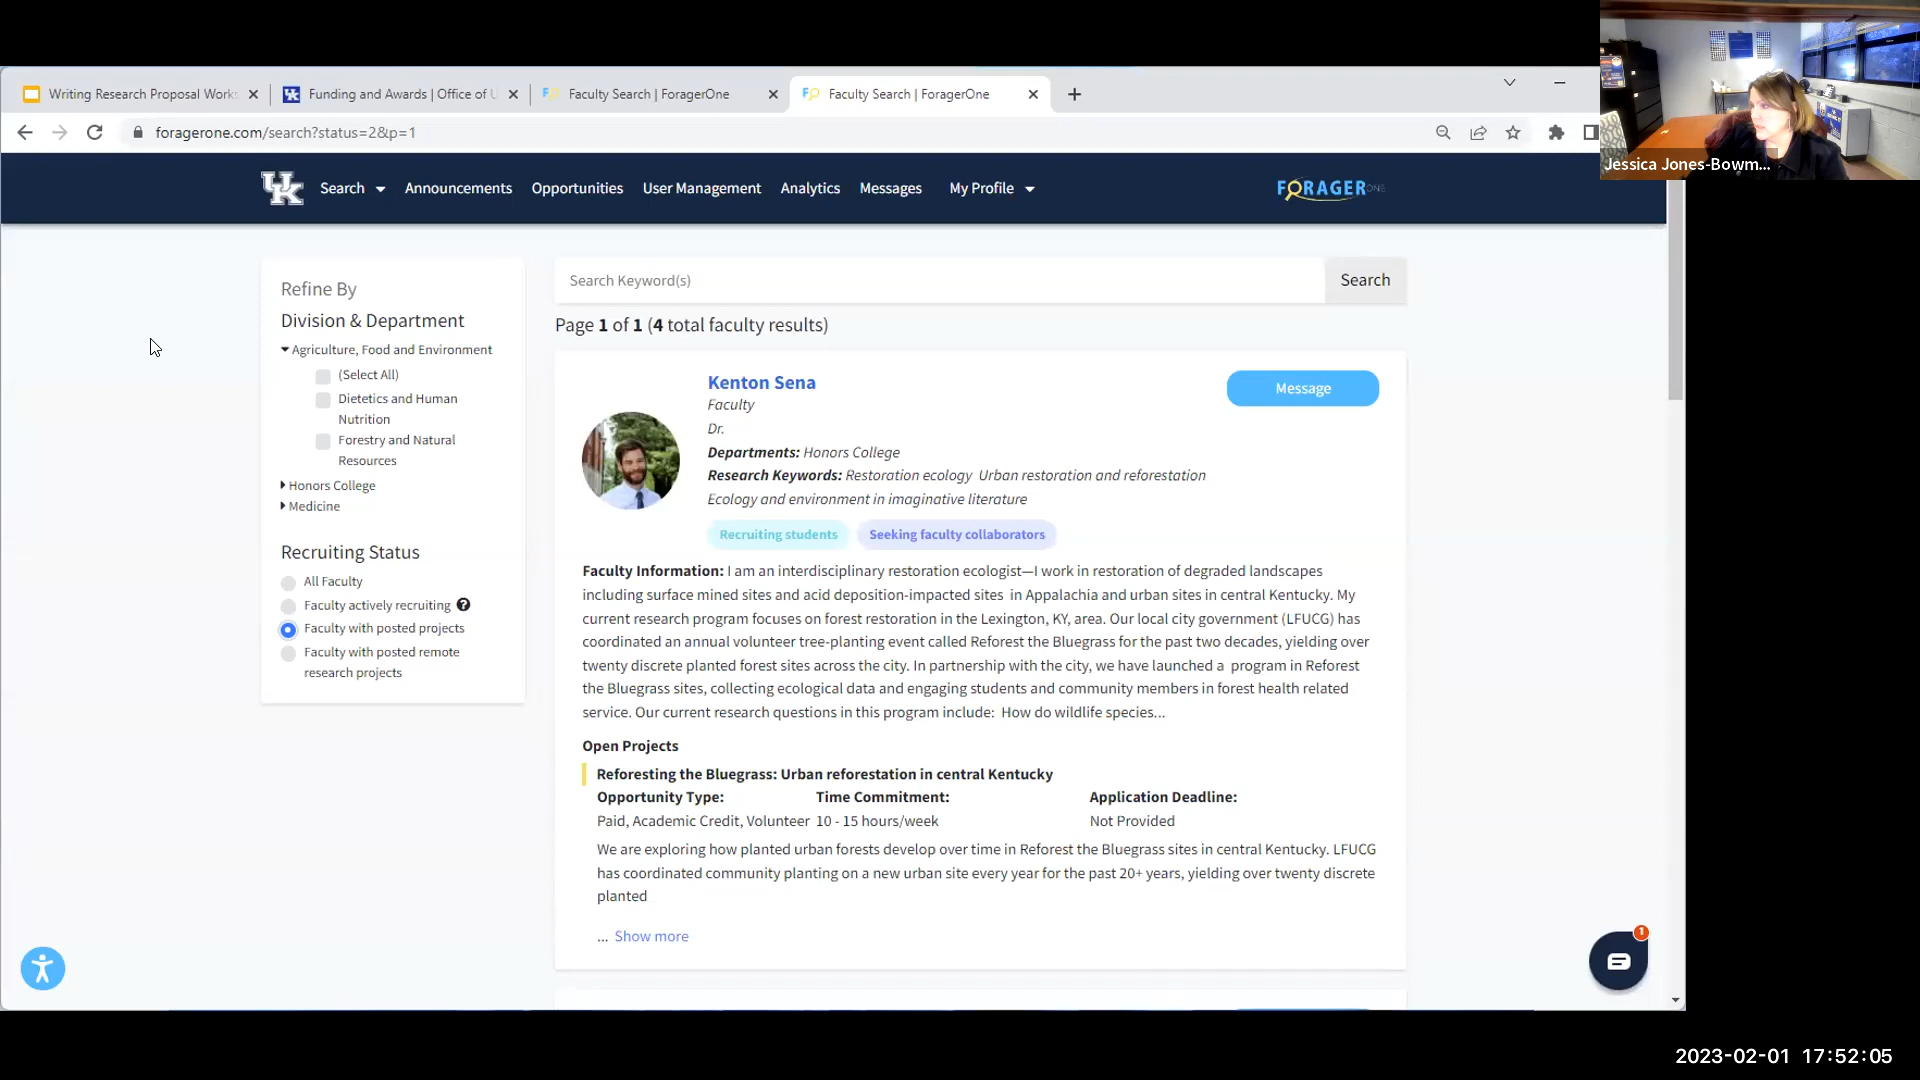 Jessica Jones-Bowm...
Writing Research Proposal Works
Funding and Awards | Office of U
Faculty Search | ForagerOne
Faculty Search | ForagerOne
foragerone.com/search?status=2&p=1
UK
Search
Announcements
Opportunities
User Management
Analytics
Messages
My Profile
FORAGERONE
Refine By
Division & Department
Agriculture, Food and Environment
(Select All)
Dietetics and Human
Nutrition
Forestry and Natural
Resources
Honors College
Medicine
Recruiting Status
All Faculty
Faculty actively recruiting ?
Faculty with posted projects
Faculty with posted remote
research projects
Search Keyword(s)
Search
Page 1 of 1 (4 total faculty results)
Kenton Sena
Message
Faculty
Dr.
Departments: Honors College
Research Keywords: Restoration ecology Urban restoration and reforestation
Ecology and environment in imaginative literature
Recruiting students
Seeking faculty collaborators
Faculty Information: I am an interdisciplinary restoration ecologist—I work in restoration of degraded landscapes
including surface mined sites and acid deposition-impacted sites in Appalachia and urban sites in central Kentucky. My
current research program focuses on forest restoration in the Lexington, KY, area. Our local city government (LFUCG) has
coordinated an annual volunteer tree-planting event called Reforest the Bluegrass for the past two decades, yielding over
twenty discrete planted forest sites across the city. In partnership with the city, we have launched a program in Reforest
the Bluegrass sites, collecting ecological data and engaging students and community members in forest health related
service. Our current research questions in this program include: How do wildlife species...
Open Projects
Reforesting the Bluegrass: Urban reforestation in central Kentucky
Opportunity Type: Time Commitment: Application Deadline:
Paid, Academic Credit, Volunteer 10 - 15 hours/week Not Provided
We are exploring how planted urban forests develop over time in Reforest the Bluegrass sites in central Kentucky. LFUCG
has coordinated community planting on a new urban site every year for the past 20+ years, yielding over twenty discrete
planted
... Show more
1
2023-02-01 17:52:05